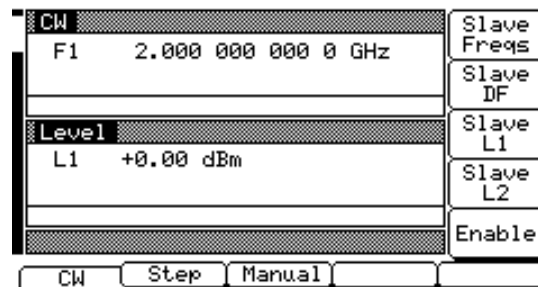 CW
F1 2.000 000 000 0 GHz
Level
L1 +0.00 dBm
Slave
Freqs
Slave
DF
Slave
L1
Slave
L2
Enable
CW Step Manual